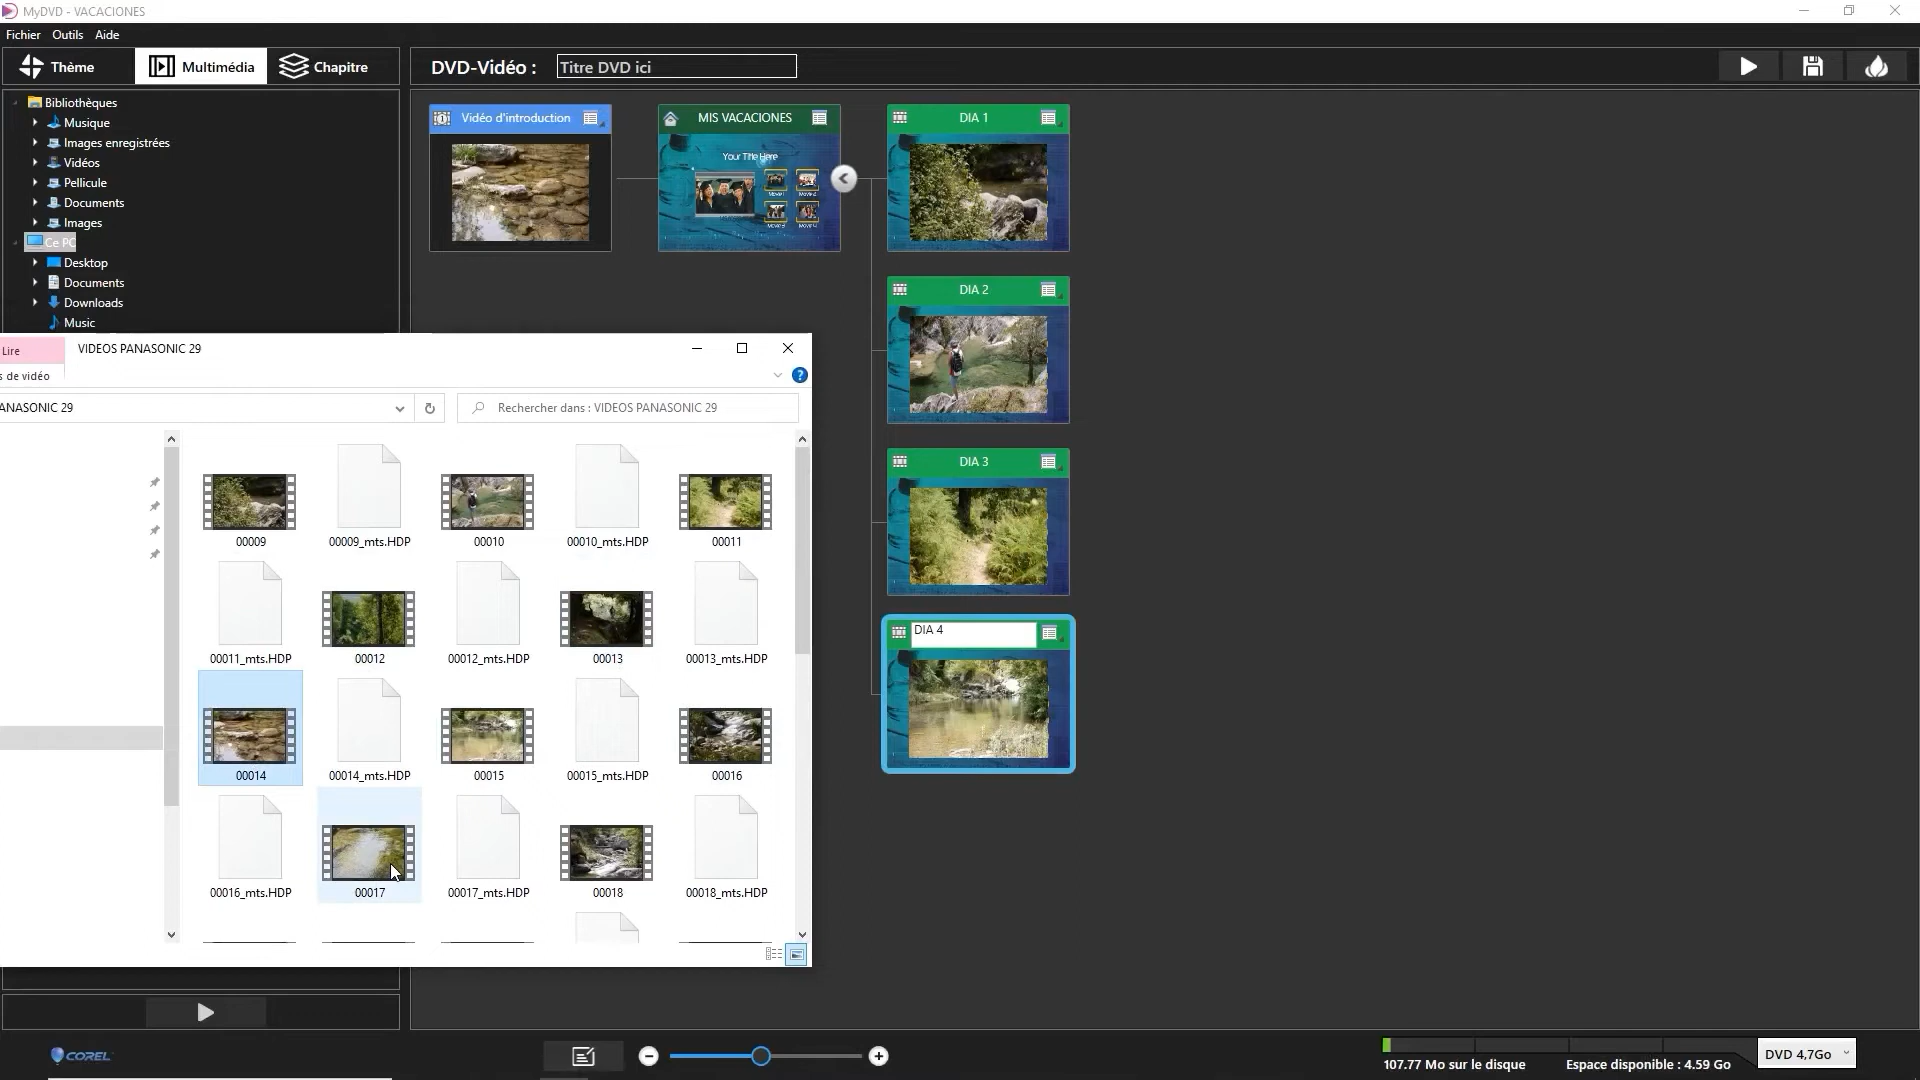 MyDVD - VACACIONES
Fichier Outils Aide
Thème Multimédia Chapitre
DVD-Vidéo : Titre DVD ici
Bibliothèques
Musique
Images enregistrées
Vidéos
Pellicule
Documents
Images
Ce PC
Desktop
Documents
Downloads
Music
Vidéo d'introduction
MIS VACACIONES
Your Title Here
DIA 1
DIA 2
DIA 3
DIA 4
Lire
VIDEOS PANASONIC 29
s de vidéo
ANASONIC 29
Rechercher dans : VIDEOS PANASONIC 29
00009 00009_mts.HDP 00010 00010_mts.HDP 00011
00011_mts.HDP 00012 00012_mts.HDP 00013 00013_mts.HDP
00014 00014_mts.HDP 00015 00015_mts.HDP 00016
00016_mts.HDP 00017 00017_mts.HDP 00018 00018_mts.HDP
COREL
107.77 Mo sur le disque
Espace disponible : 4.59 Go
DVD 4,7Go